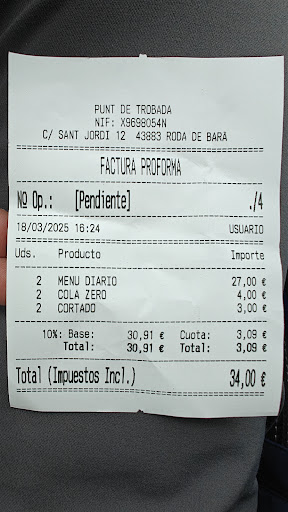 PUNT DE TROBADA
NIF: X9698054N
C/ SANT JORDI 12 43883 RODA DE BARÁ
FACTURA PROFORMA
Nº Op.: [Pendiente] ./4
18/03/2025 16:24 USUARIO
Uds. Producto Importe
2 MENU DIARIO 27,00 €
2 COLA ZERO 4,00 €
2 CORTADO 3,00 €
10%: Base: 30,91 € Cuota: 3,09 €
Total: 30,91 € Total: 3,09 €
Total (Impuestos Incl.) 34,00 €